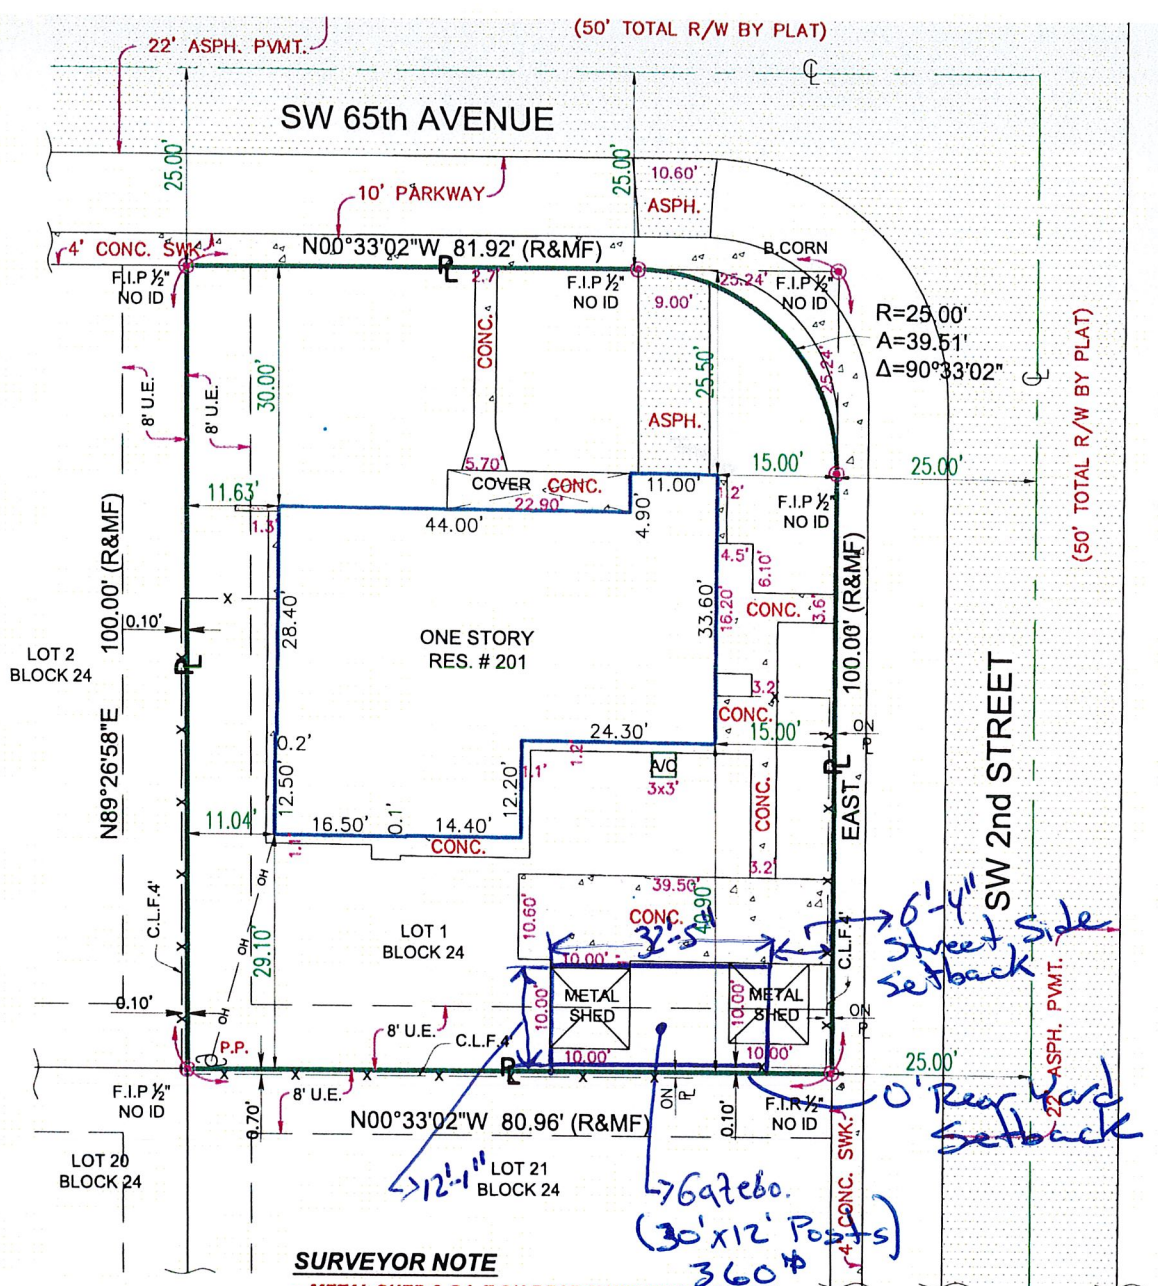 (50' TOTAL R/W BY PLAT)
22' ASPH. PVMT.
SW 65th AVENUE
25.00'
25.00'
10.60'
ASPH.
10' PARKWAY
4' CONC. SWK.
N00°33'02"W 81.92' (R&MF)
B.CORN
F.I.P ½"
NO ID
2.7'
F.I.P ½"
NO ID
25.24'
F.I.P ½"
NO ID
9.00'
R=25.00'
A=39.51'
Δ=90°33'02"
25.24'
(50' TOTAL R/W BY PLAT)
CONC.
30.00'
25.50'
8' U.E.
8' U.E.
ASPH.
5.70'
COVER CONC.
22.90'
11.00'
15.00'
25.00'
11.63'
1.3'
44.00'
4.90'
1.2'
F.I.P ½"
NO ID
4.5'
6.10'
N89°26'58"E 100.00' (R&MF)
EAST 100.00' (R&MF)
0.10'
28.40'
33.60'
16.20'
CONC.
3.6'
ONE STORY
RES. # 201
LOT 2
BLOCK 24
PL
3.2'
CONC.
24.30'
15.00'
ON
PL
SW 2nd STREET
0.2'
12.50'
1.2'
1.1'
A/C
3x3'
12.20'
CONC.
PL
11.04'
16.50'
0.1'
14.40'
1.1'
CONC.
3.2'
OH
C.L.F.4'
39.50'
40.90'
10.60'
CONC.
32'-5"
6'-4"
Street Side
Setback
LOT 1
BLOCK 24
OH
29.10'
10.00'
C.L.F.4'
METAL
SHED
10.00'
METAL
SHED
10.00'
0.10'
OH
8' U.E.
C.L.F.4'
ON
PL
P.P.
10.00'
10.00'
25.00'
22' ASPH. PVMT.
F.I.P ½"
NO ID
8' U.E.
PL
ON
PL
F.I.R ½"
NO ID
0' Rear Yard
Setback
0.70'
N00°33'02"W 80.96' (R&MF)
0.10'
4' CONC. SWK.
LOT 20
BLOCK 24
12'-1"
LOT 21
BLOCK 24
Gazebo.
(30'x12' Posts)
360
SURVEYOR NOTE